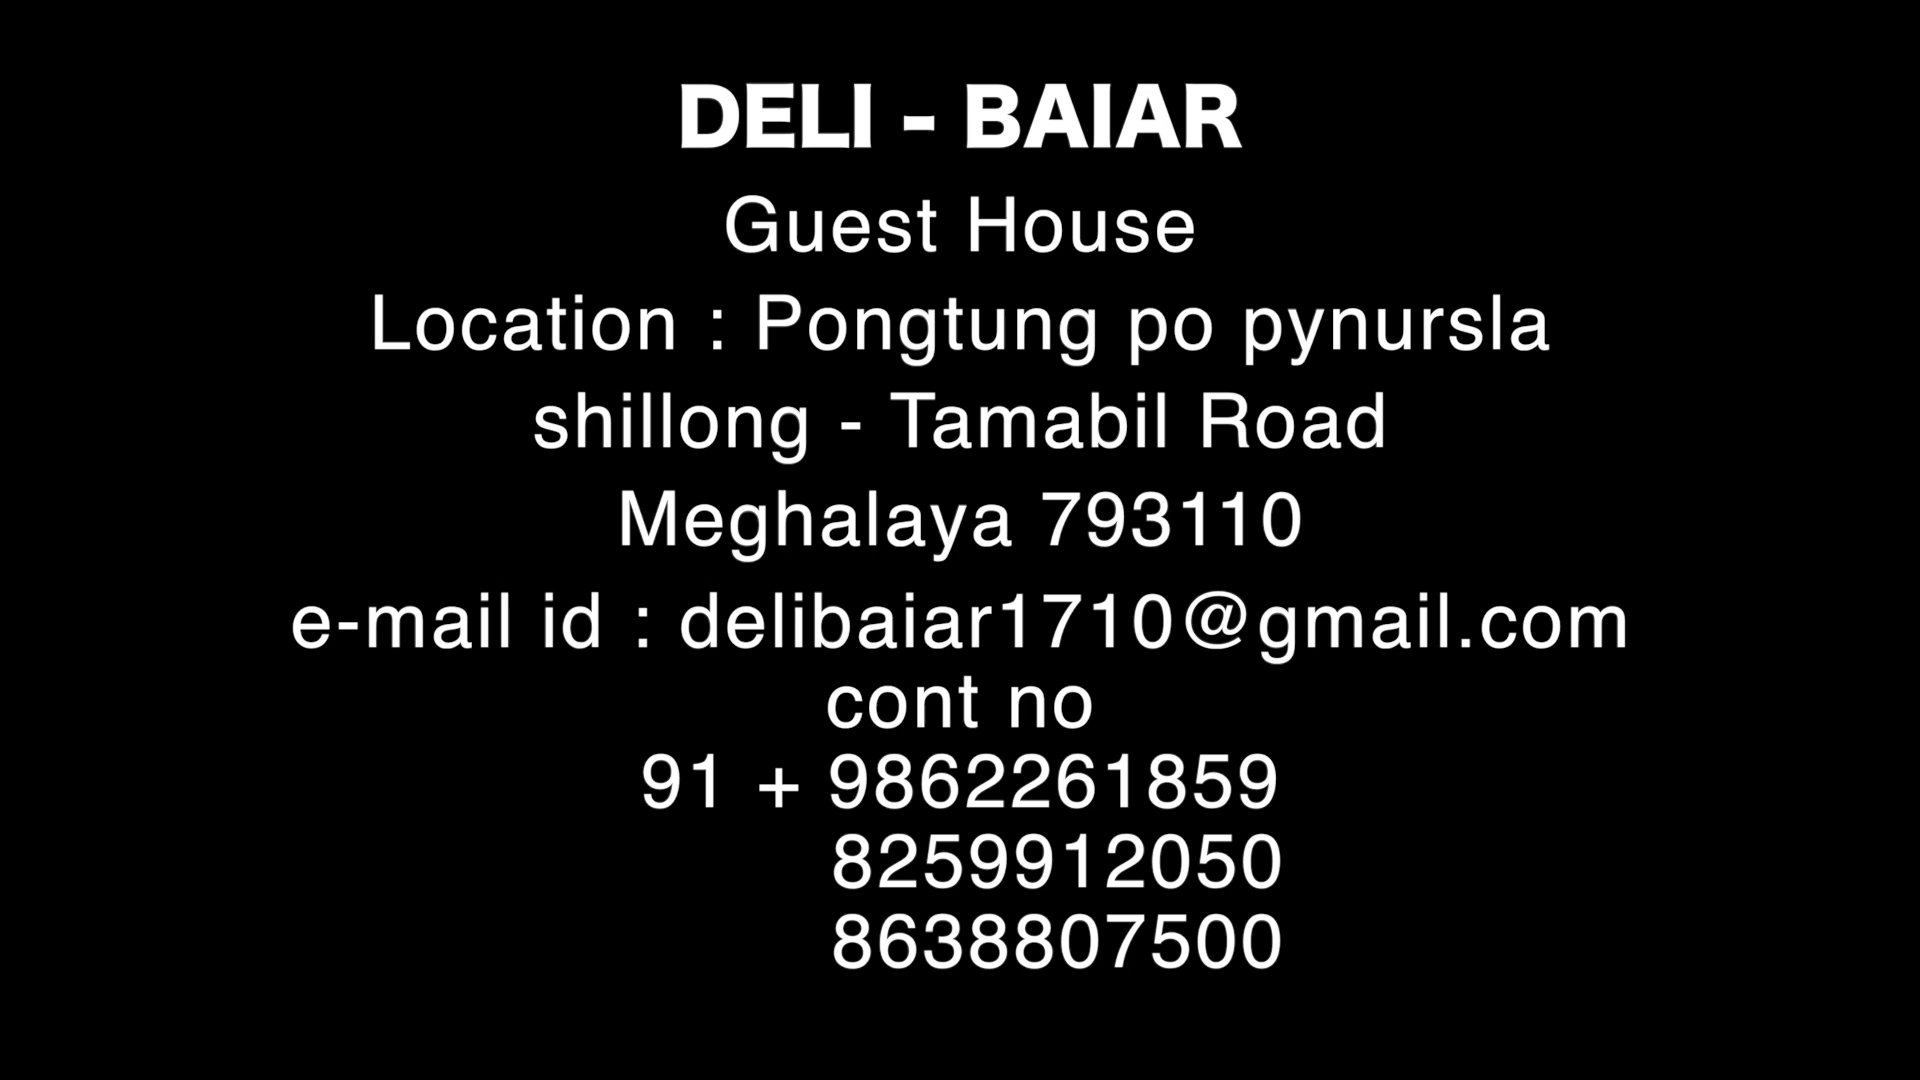 DELI - BAIAR
Guest House
Location : Pongtung po pynursla
shillong - Tamabil Road
Meghalaya 793110
e-mail id : delibaiar1710@gmail.com
cont no
91 + 9862261859
8259912050
8638807500